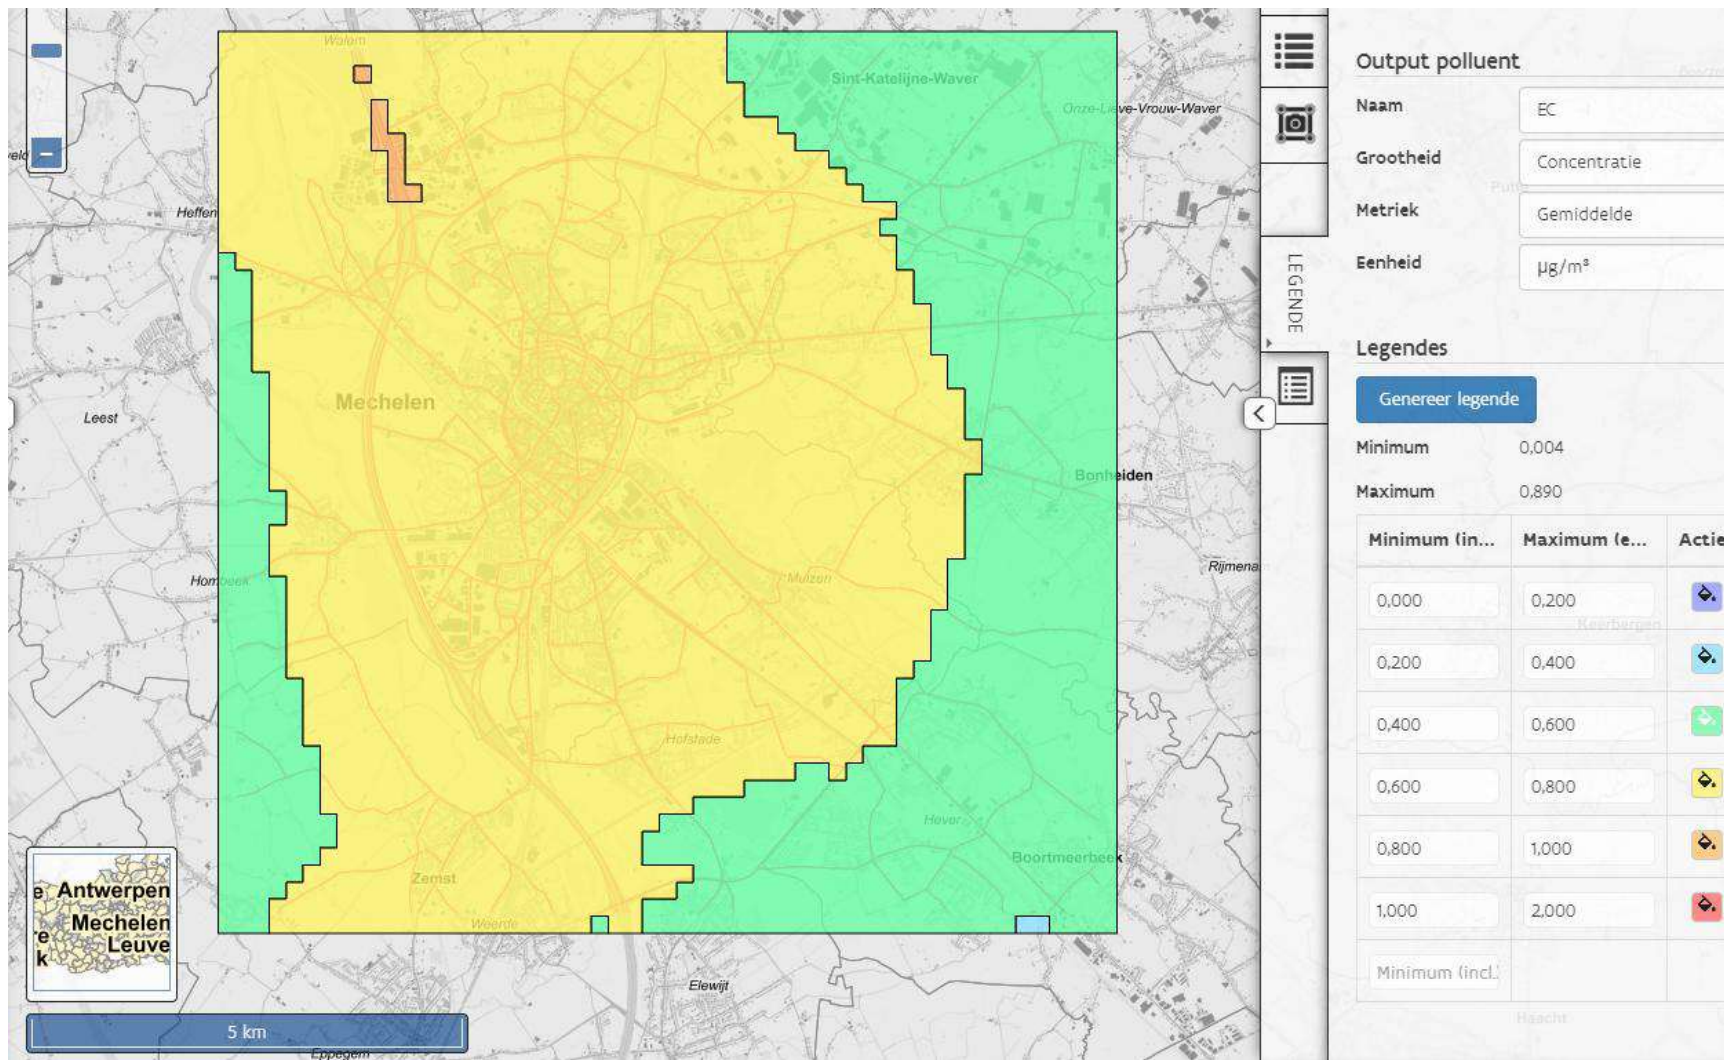 Walem
Sint-Katelijne-Waver
Onze-Lieve-Vrouw-Waver
Heffen
Mechelen
Leest
Bonheiden
Hombeek
Muizen
Rijmena
Hofstade
Hever
Boortmeerbeek
Zemst
Weerde
Elewijt
Eppegem
Antwerpen
Mechelen
Leuve
5 km
LEGENDE
Output polluent
Naam EC
Grootheid Concentratie
Putte
Metriek Gemiddelde
Eenheid µg/m³
Legendes
Genereer legende
Minimum 0,004
Maximum 0,890
Minimum (in... Maximum (e... Actie
0,000 0,200
Keerbergen
0,200 0,400
0,400 0,600
0,600 0,800
0,800 1,000
1,000 2,000
Minimum (incl.
Haacht